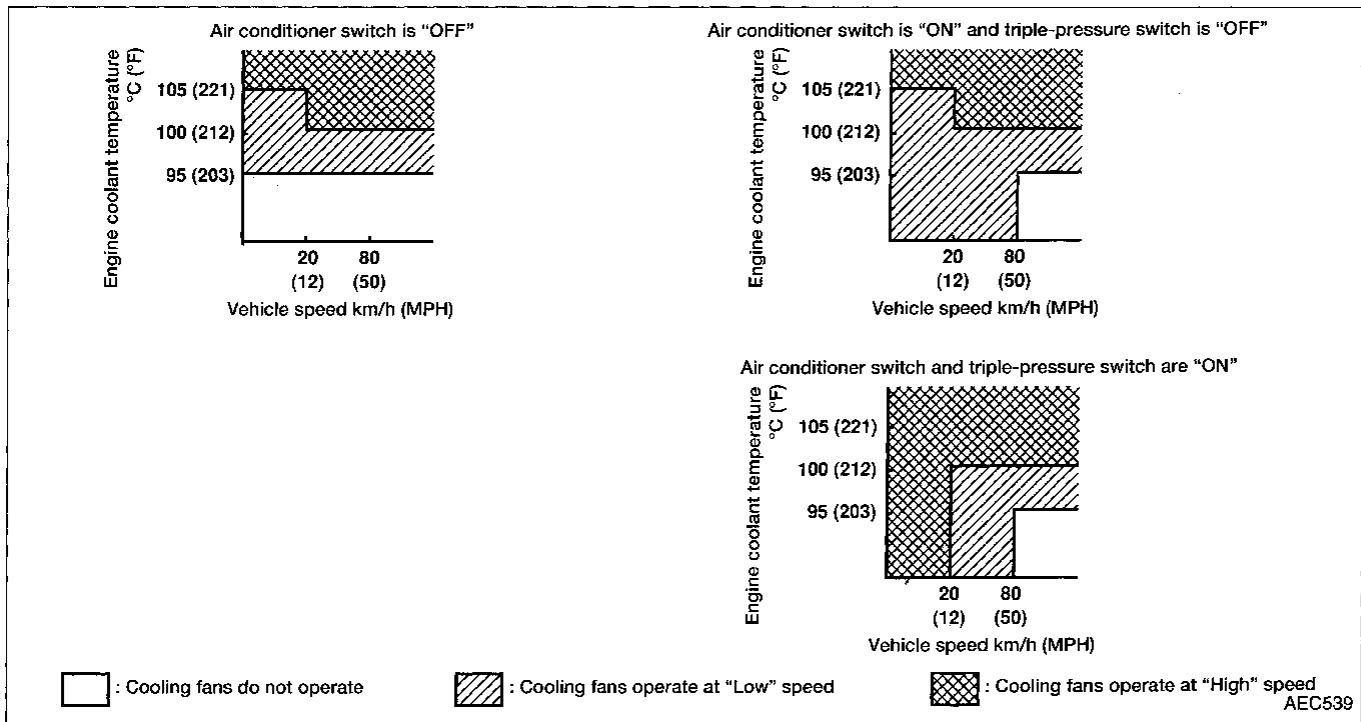 Air conditioner switch is “OFF”
Engine coolant temperature
°C (°F)
105 (221)
100 (212)
95 (203)
20
80
(12)
(50)
Vehicle speed km/h (MPH)
Air conditioner switch is “ON” and triple-pressure switch is “OFF”
Engine coolant temperature
°C (°F)
105 (221)
100 (212)
95 (203)
20
80
(12)
(50)
Vehicle speed km/h (MPH)
Air conditioner switch and triple-pressure switch are “ON”
Engine coolant temperature
°C (°F)
105 (221)
100 (212)
95 (203)
20
80
(12)
(50)
Vehicle speed km/h (MPH)
: Cooling fans do not operate
: Cooling fans operate at “Low” speed
: Cooling fans operate at “High” speed
AEC539